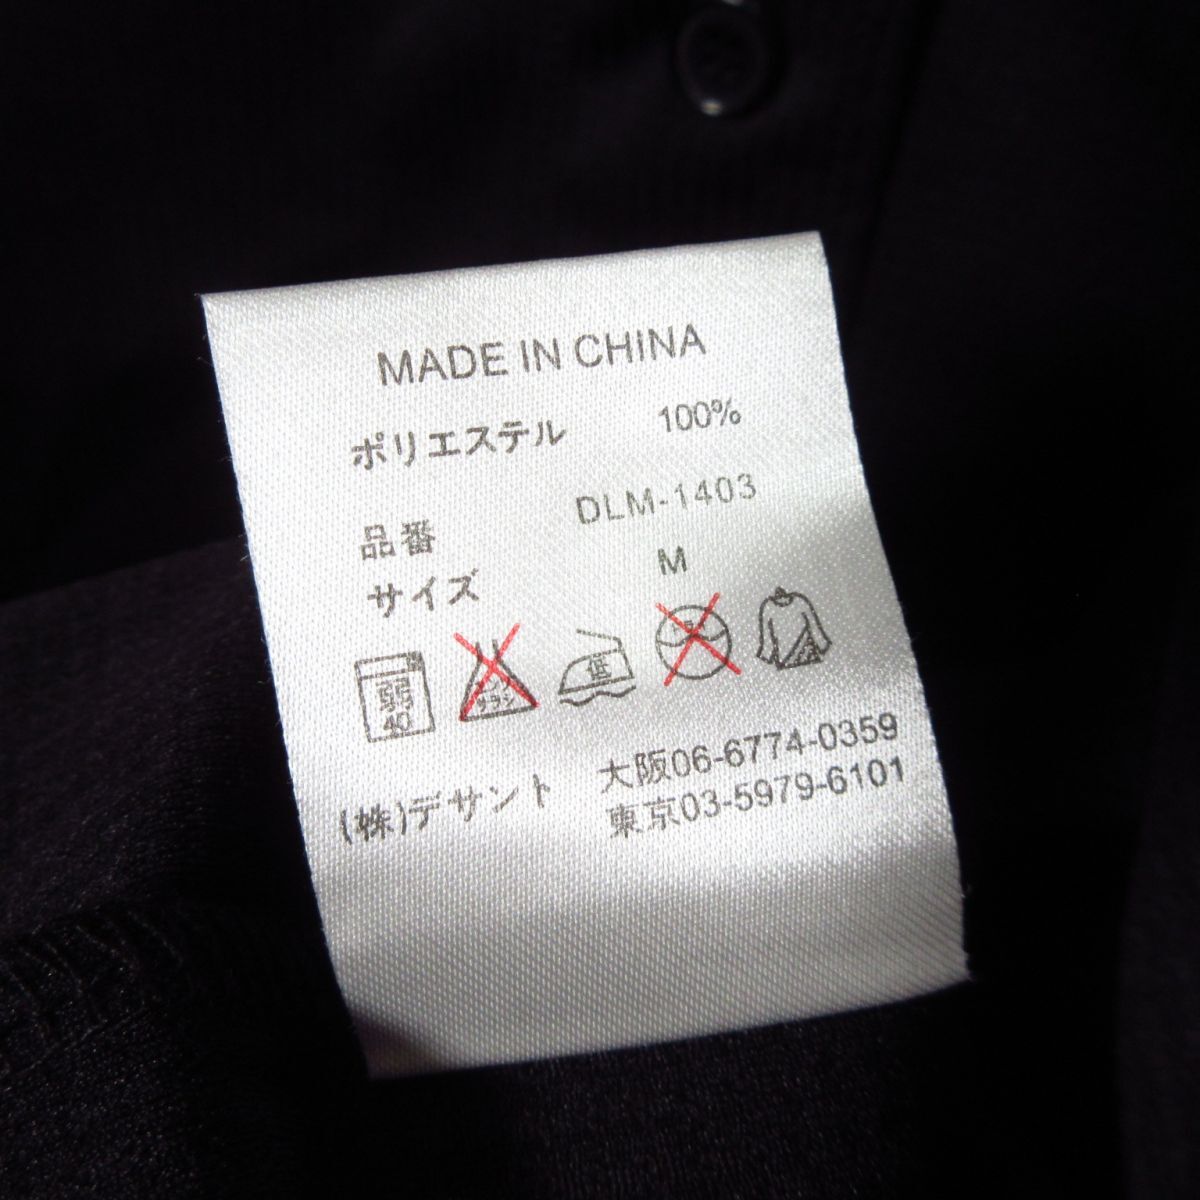 MADE IN CHINA
ポリエステル 100%
品番 DLM-1403
サイズ M
弱 40 サラシ 低
(株)デサント 大阪06-6774-0359
東京03-5979-6101